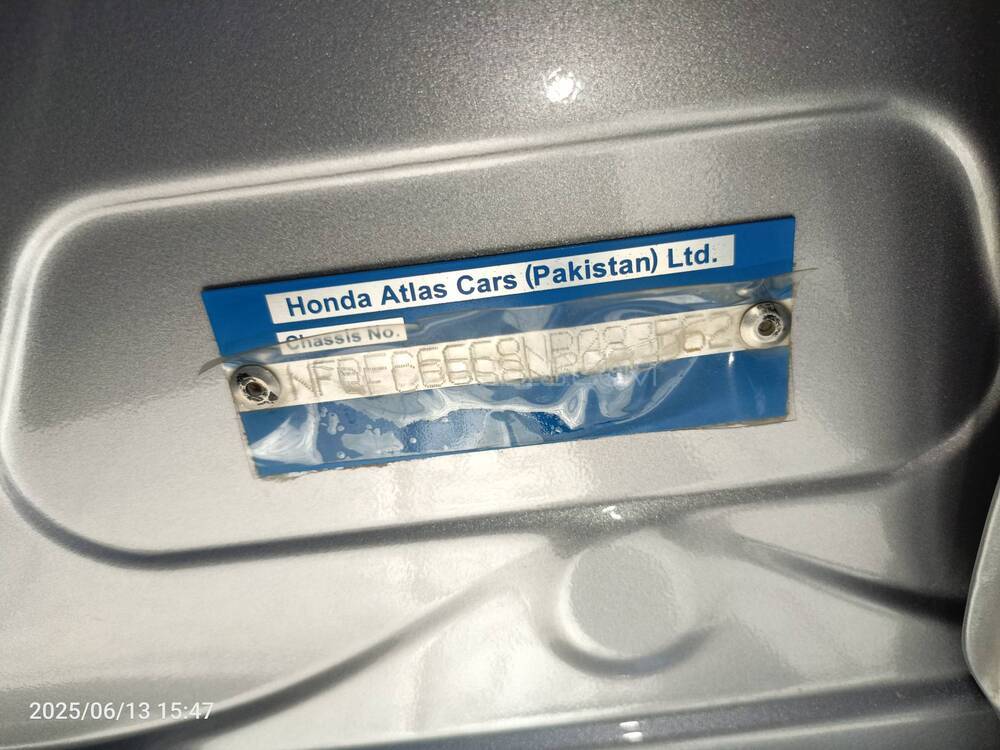 Honda Atlas Cars (Pakistan) Ltd.
Chassis No.
2025/06/13 15:47